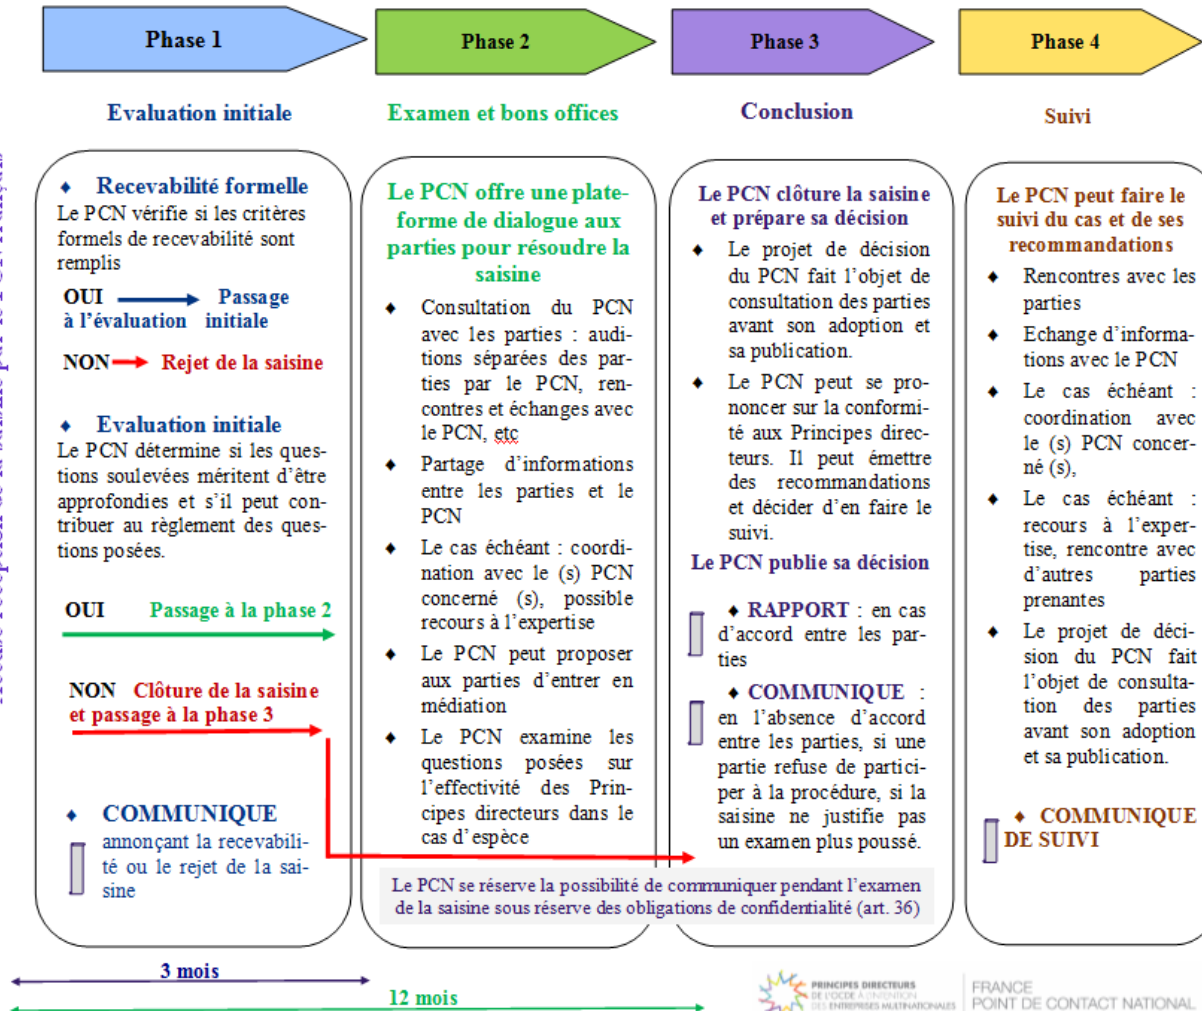 Phase 1
Phase 2
Phase 3
Phase 4
Evaluation initiale
Examen et bons offices
Conclusion
Suivi
♦ Recevabilité formelle
Le PCN vérifie si les critères
formels de recevabilité sont
remplis
OUI Passage
à l’évaluation initiale
NON Rejet de la saisine
♦ Evaluation initiale
Le PCN détermine si les ques-
tions soulevées méritent d’être
approfondies et s’il peut con-
tribuer au règlement des ques-
tions posées.
OUI Passage à la phase 2
NON Clôture de la saisine
et passage à la phase 3
♦ COMMUNIQUE
annonçant la recevabili-
té ou le rejet de la sai-
sine
Le PCN offre une plate-
forme de dialogue aux
parties pour résoudre la
saisine
♦ Consultation du PCN
avec les parties : audi-
tions séparées des par-
ties par le PCN, ren-
contres et échanges avec
le PCN, etc
♦ Partage d’informations
entre les parties et le
PCN
♦ Le cas échéant : coordi-
nation avec le (s) PCN
concerné (s), possible
recours à l’expertise
♦ Le PCN peut proposer
aux parties d’entrer en
médiation
♦ Le PCN examine les
questions posées sur
l’effectivité des Prin-
cipes directeurs dans le
cas d’espèce
Le PCN clôture la saisine
et prépare sa décision
♦ Le projet de décision
du PCN fait l’objet de
consultation des parties
avant son adoption et
sa publication.
♦ Le PCN peut se pro-
noncer sur la conformi-
té aux Principes direc-
teurs. Il peut émettre
des recommandations
et décider d’en faire le
suivi.
Le PCN publie sa décision
♦ RAPPORT : en cas
d’accord entre les par-
ties
♦ COMMUNIQUE :
en l’absence d’accord
entre les parties, si une
partie refuse de partici-
per à la procédure, si la
saisine ne justifie pas
un examen plus poussé.
Le PCN peut faire le
suivi du cas et de ses
recommandations
♦ Rencontres avec les
parties
♦ Echange d’informa-
tions avec le PCN
♦ Le cas échéant :
coordination avec
le (s) PCN concer-
né (s),
♦ Le cas échéant :
recours à l’exper-
tise, rencontre avec
d’autres parties
prenantes
♦ Le projet de déci-
sion du PCN fait
l’objet de consulta-
tion des parties
avant son adoption
et sa publication.
♦ COMMUNIQUE
DE SUIVI
Le PCN se réserve la possibilité de communiquer pendant l’examen
de la saisine sous réserve des obligations de confidentialité (art. 36)
3 mois
12 mois
PRINCIPES DIRECTEURS
DE L'OCDE À L'INTENTION
DES ENTREPRISES MULTINATIONALES
FRANCE
POINT DE CONTACT NATIONAL